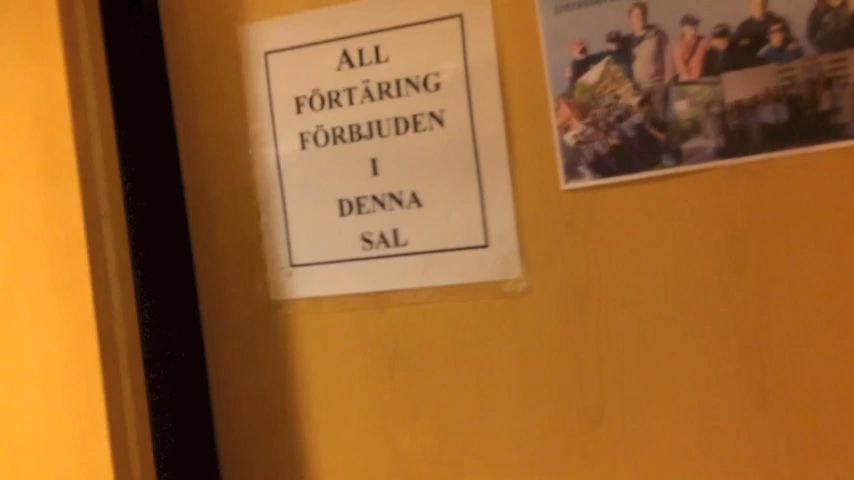 ALL
FÖRTÄRING
FÖRBJUDEN
I
DENNA
SAL